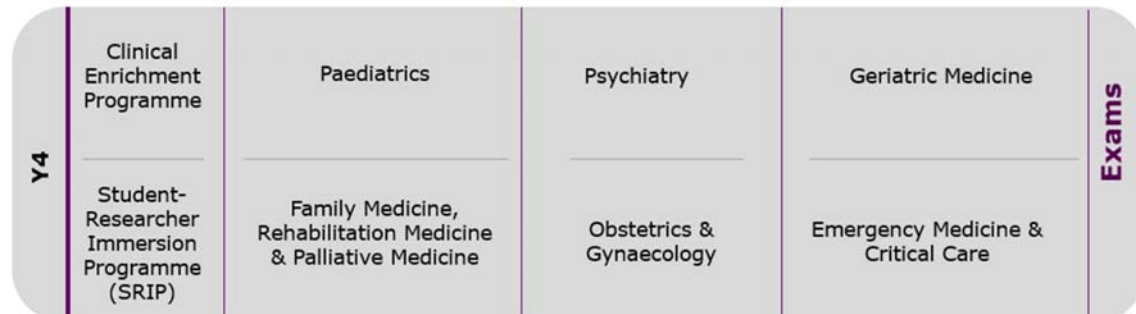 Y4
Clinical
Enrichment
Programme
Student-
Researcher
Immersion
Programme
(SRIP)
Paediatrics
Family Medicine,
Rehabilitation Medicine
& Palliative Medicine
Psychiatry
Obstetrics &
Gynaecology
Geriatric Medicine
Emergency Medicine &
Critical Care
Exams